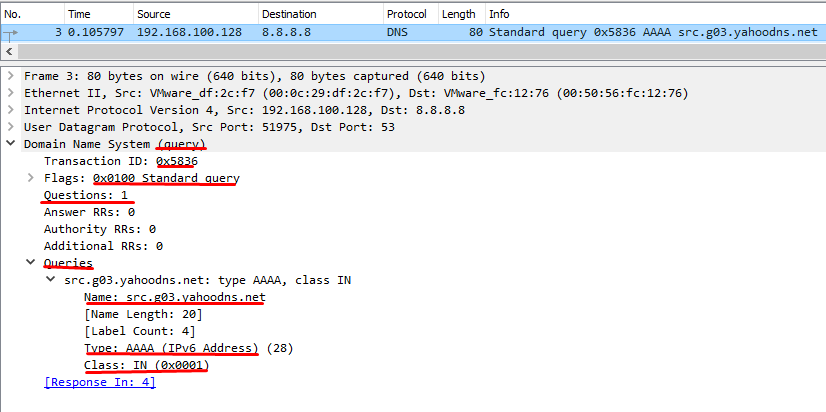 No. Time Source Destination Protocol Length Info
3 0.105797 192.168.100.128 8.8.8.8 DNS 80 Standard query 0x5836 AAAA src.g03.yahoodns.net
Frame 3: 80 bytes on wire (640 bits), 80 bytes captured (640 bits)
Ethernet II, Src: VMware_df:2c:f7 (00:0c:29:df:2c:f7), Dst: VMware_fc:12:76 (00:50:56:fc:12:76)
Internet Protocol Version 4, Src: 192.168.100.128, Dst: 8.8.8.8
User Datagram Protocol, Src Port: 51975, Dst Port: 53
Domain Name System (query)
Transaction ID: 0x5836
Flags: 0x0100 Standard query
Questions: 1
Answer RRs: 0
Authority RRs: 0
Additional RRs: 0
Queries
src.g03.yahoodns.net: type AAAA, class IN
Name: src.g03.yahoodns.net
[Name Length: 20]
[Label Count: 4]
Type: AAAA (IPv6 Address) (28)
Class: IN (0x0001)
[Response In: 4]